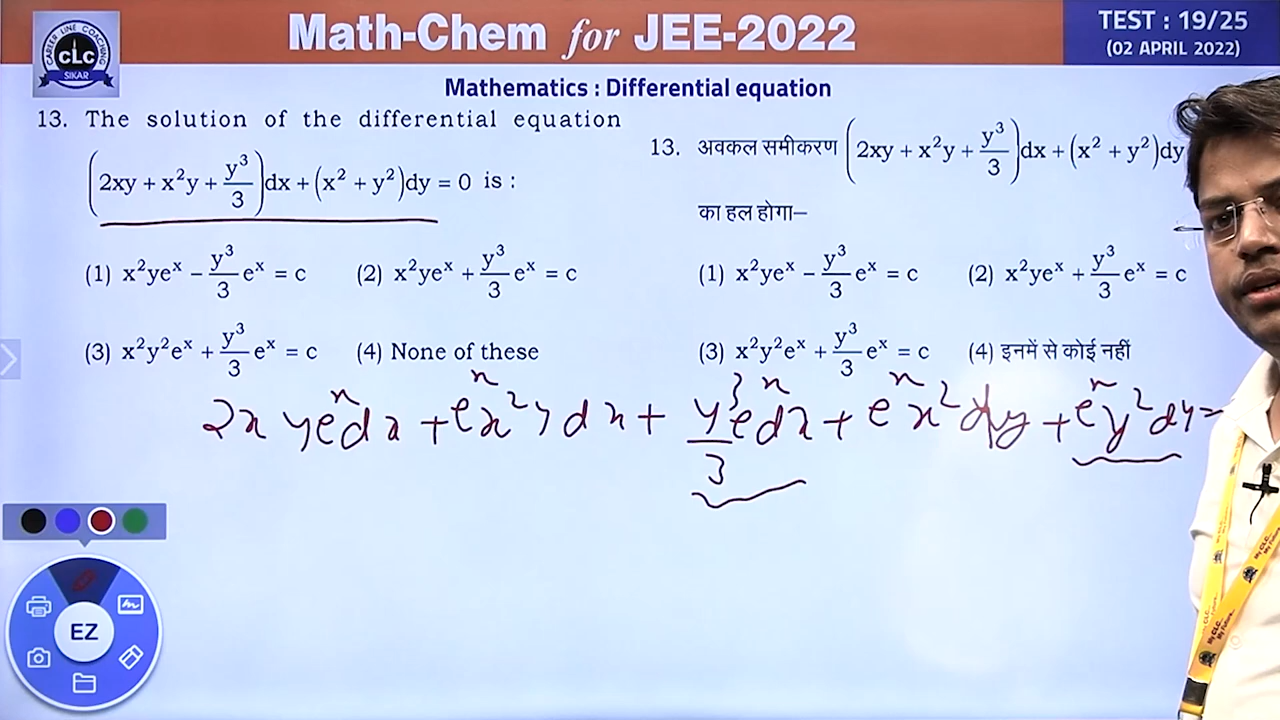 Math-Chem for JEE-2022
TEST : 19/25
(02 APRIL 2022)
CAREER LINE COACHING
CLC
SIKAR
Mathematics : Differential equation
13. The solution of the differential equation
(2xy + x²y + y³/3)dx + (x² + y²)dy = 0 is :
(1) x²yeˣ − y³/3 eˣ = c (2) x²yeˣ + y³/3 eˣ = c
(3) x²y²eˣ + y³/3 eˣ = c (4) None of these
13. अवकल समीकरण (2xy + x²y + y³/3)dx + (x² + y²)dy
का हल होगा–
(1) x²yeˣ − y³/3 eˣ = c (2) x²yeˣ + y³/3 eˣ = c
(3) x²y²eˣ + y³/3 eˣ = c (4) इनमें से कोई नहीं
2x yeˣdx + eˣx²y dx + y³/3 eˣdx + eˣx²dy + eˣy²dy =
EZ